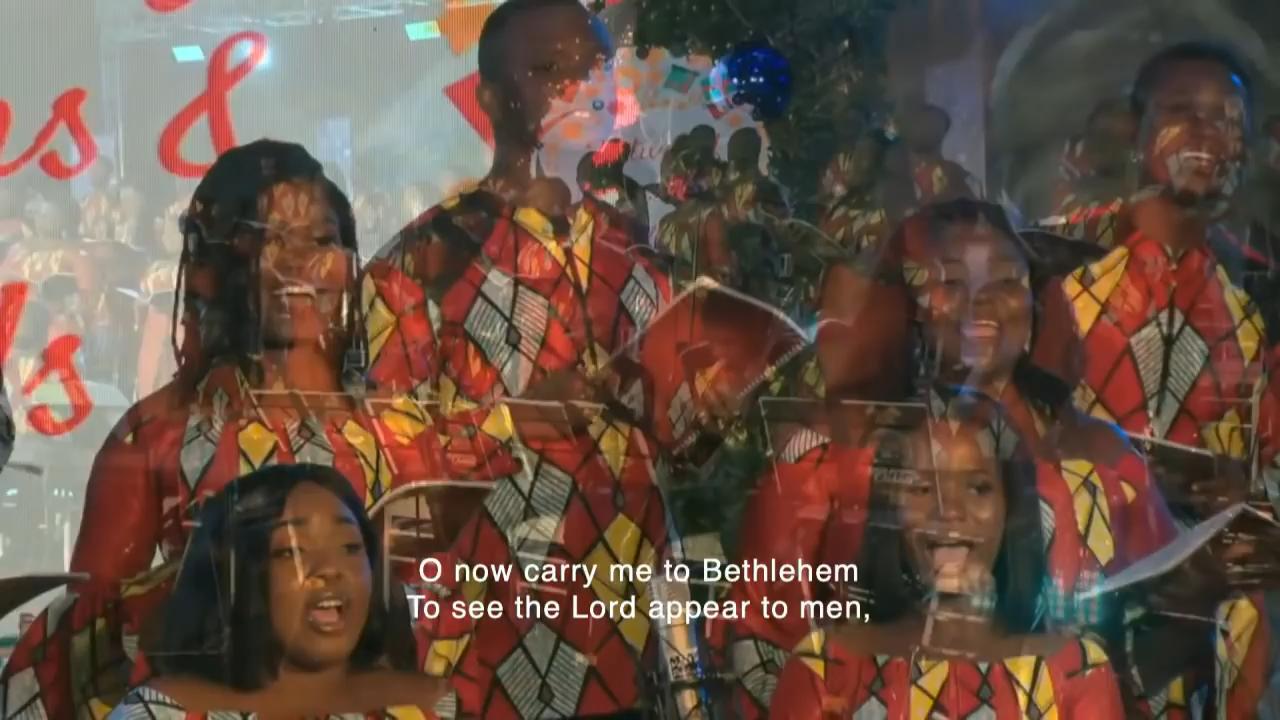 &
s
O now carry me to Bethlehem
To see the Lord appear to men,